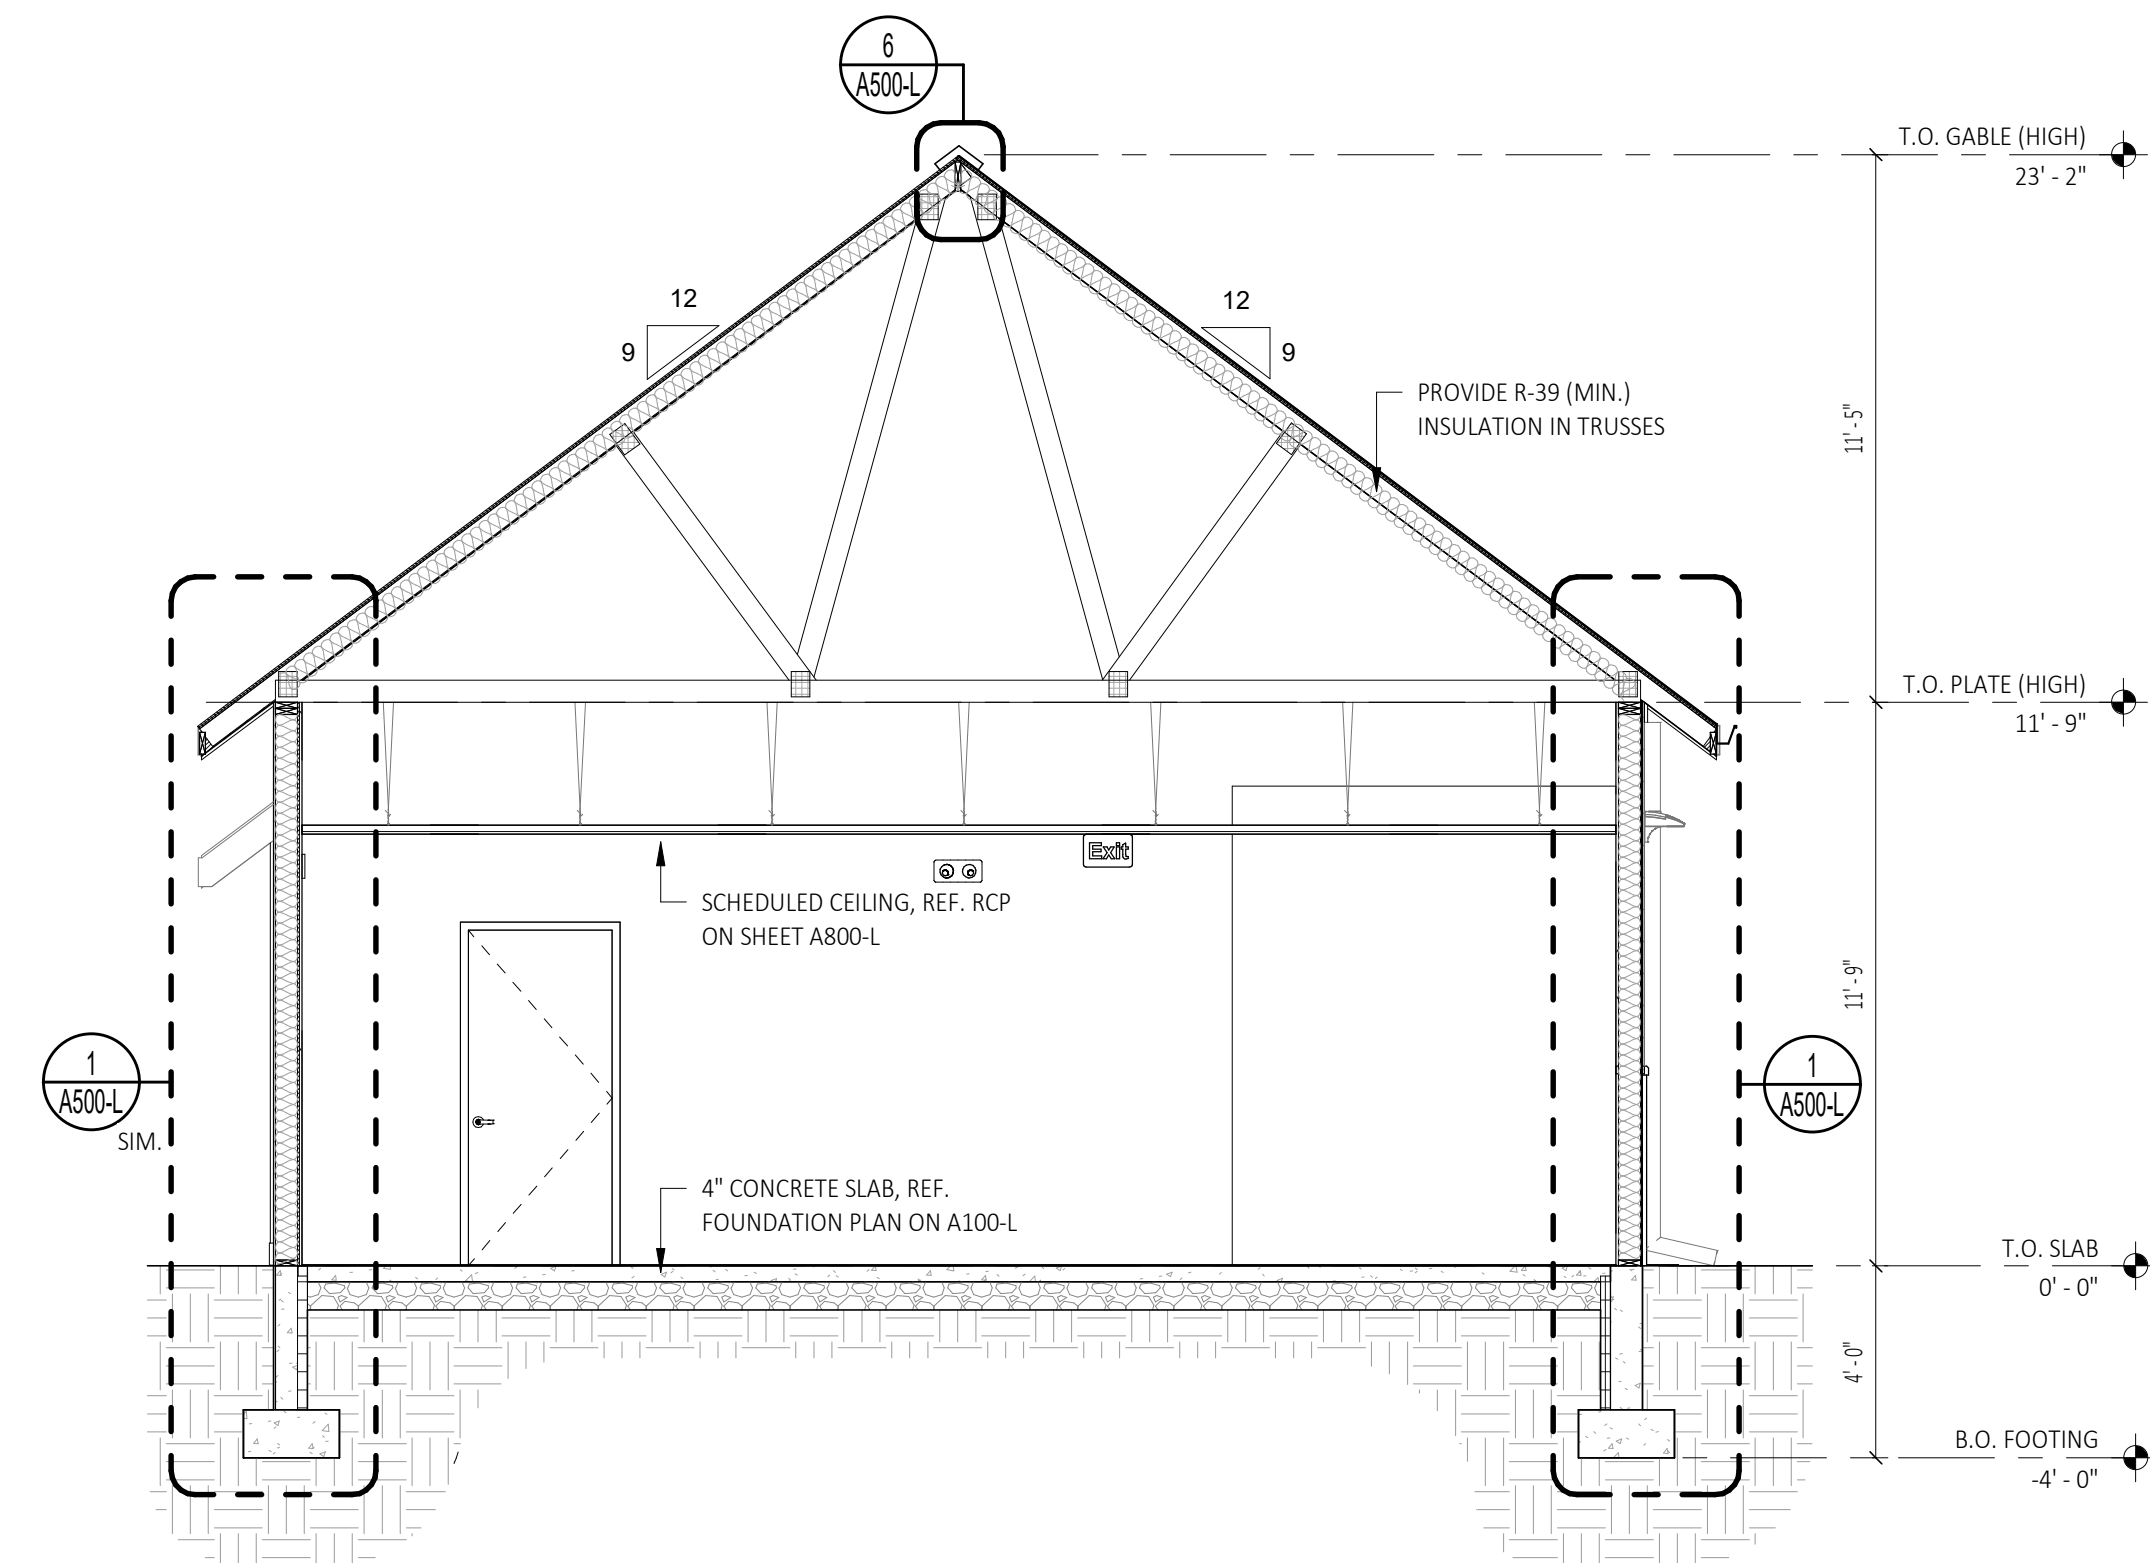 6
A500-L
T.O. GABLE (HIGH)
23' - 2"
12
9
12
9
PROVIDE R-39 (MIN.)
INSULATION IN TRUSSES
11' - 5"
T.O. PLATE (HIGH)
11' - 9"
Exit
SCHEDULED CEILING, REF. RCP
ON SHEET A800-L
11' - 9"
1
A500-L
SIM.
1
A500-L
4" CONCRETE SLAB, REF.
FOUNDATION PLAN ON A100-L
T.O. SLAB
0' - 0"
4' - 0"
B.O. FOOTING
-4' - 0"